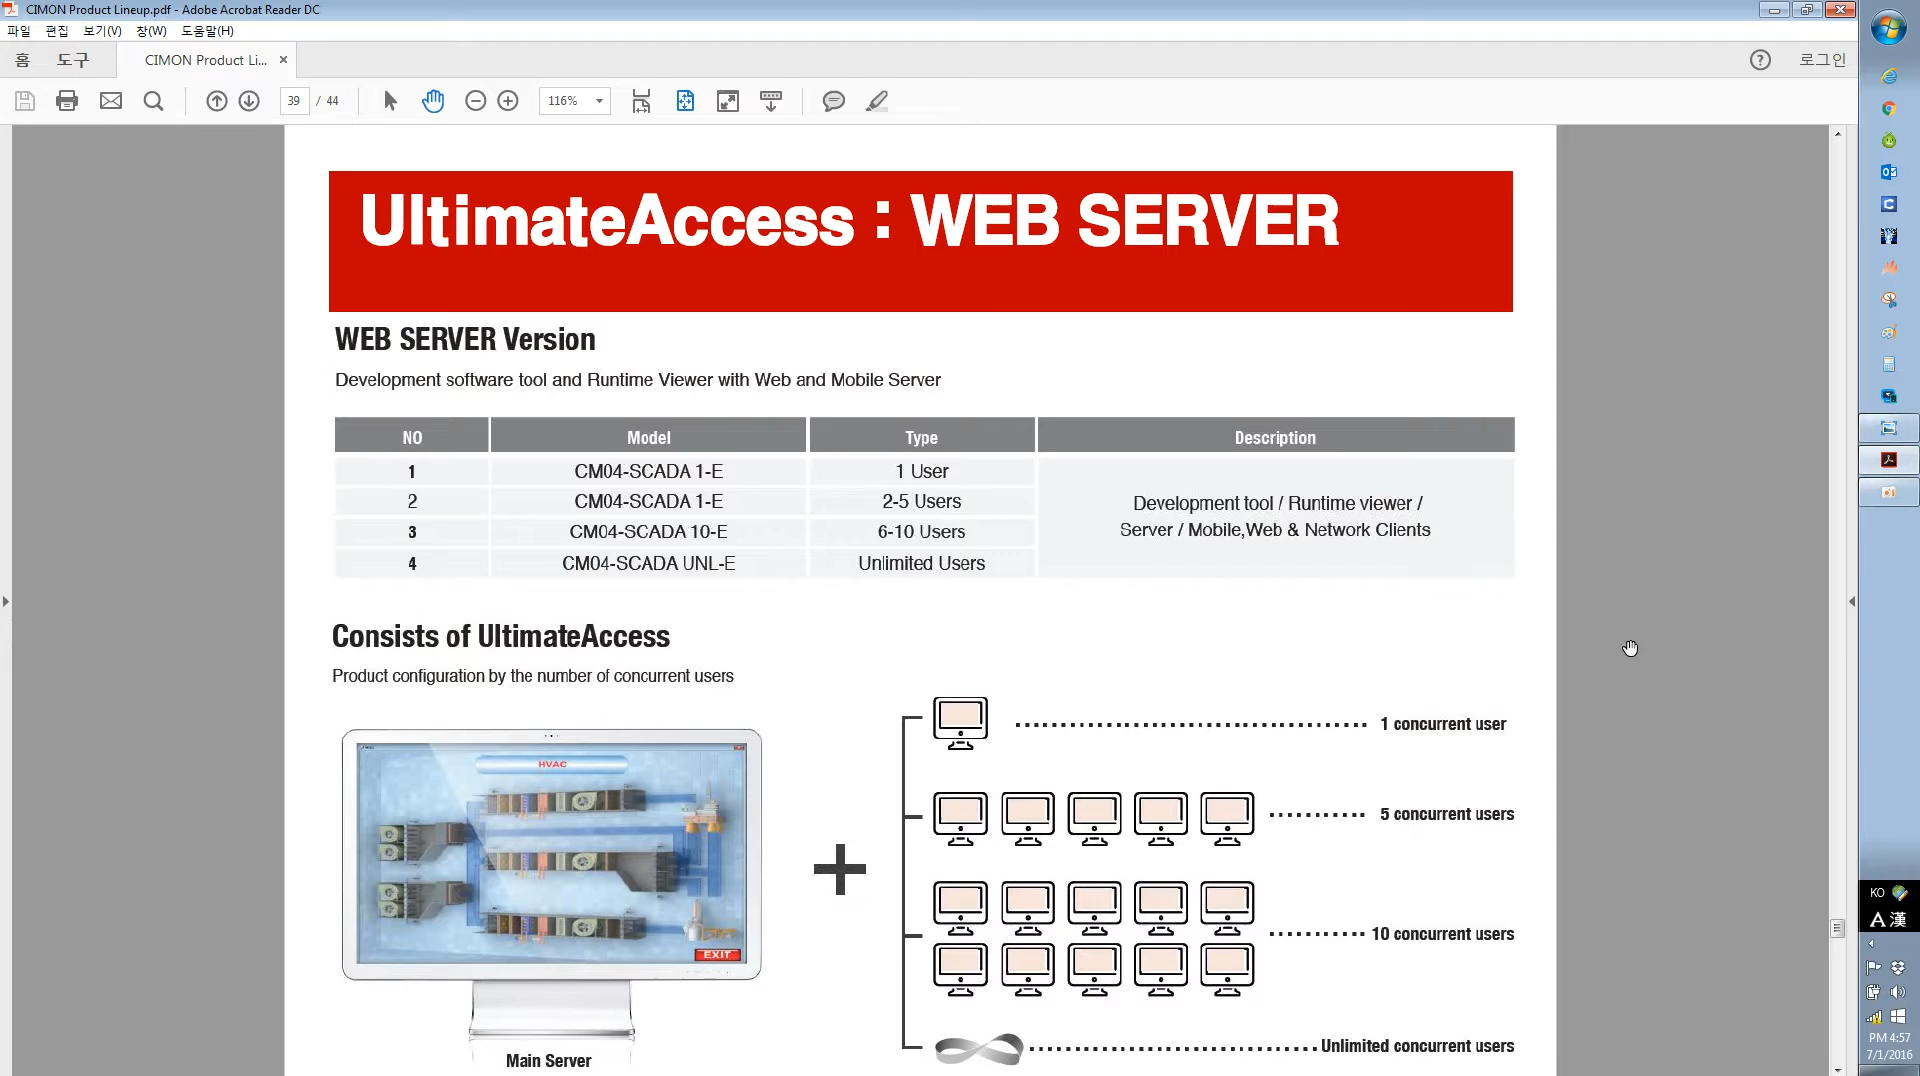 CIMON Product Lineup.pdf - Adobe Acrobat Reader DC
파일 편집 보기(V) 창(W) 도움말(H)
홈 도구 CIMON Product Li... × ? 로그인
39 / 44 116%
UltimateAccess : WEB SERVER
WEB SERVER Version
Development software tool and Runtime Viewer with Web and Mobile Server
NO Model Type Description
1 CM04-SCADA 1-E 1 User
2 CM04-SCADA 1-E 2-5 Users
3 CM04-SCADA 10-E 6-10 Users
4 CM04-SCADA UNL-E Unlimited Users
Development tool / Runtime viewer /
Server / Mobile,Web & Network Clients
Consists of UltimateAccess
Product configuration by the number of concurrent users
HVAC
EXIT
Main Server
1 concurrent user
5 concurrent users
10 concurrent users
Unlimited concurrent users
KO
A 漢
PM 4:57
7/1/2016